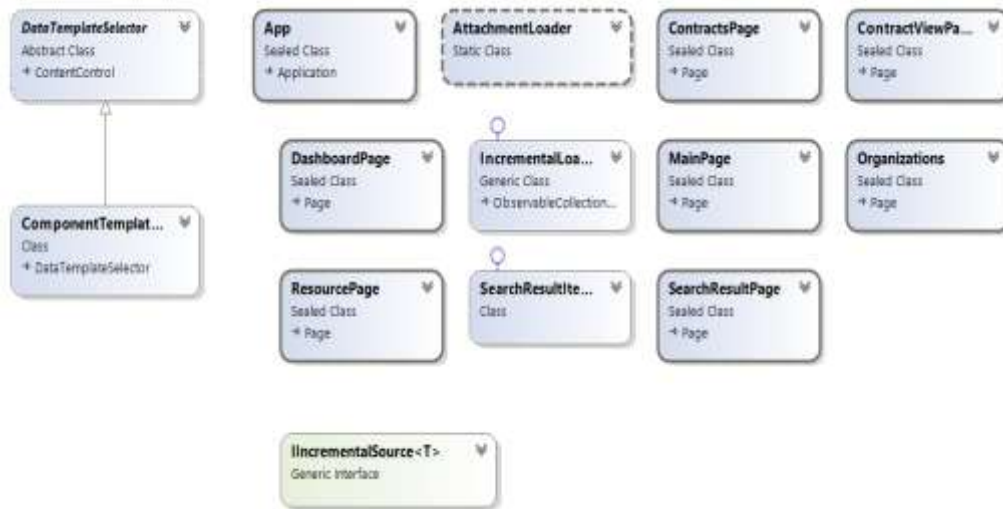 DataTemplateSelector
Abstract Class
→ ContentControl
App
Sealed Class
→ Application
AttachmentLoader
Static Class
ContractsPage
Sealed Class
→ Page
ContractViewPa...
Sealed Class
→ Page
DashboardPage
Sealed Class
→ Page
IncrementalLoa...
Generic Class
→ ObservableCollection...
MainPage
Sealed Class
→ Page
Organizations
Sealed Class
→ Page
ComponentTemplat...
Class
→ DataTemplateSelector
ResourcePage
Sealed Class
→ Page
SearchResultIte...
Class
SearchResultPage
Sealed Class
→ Page
IIncrementalSource<T>
Generic Interface